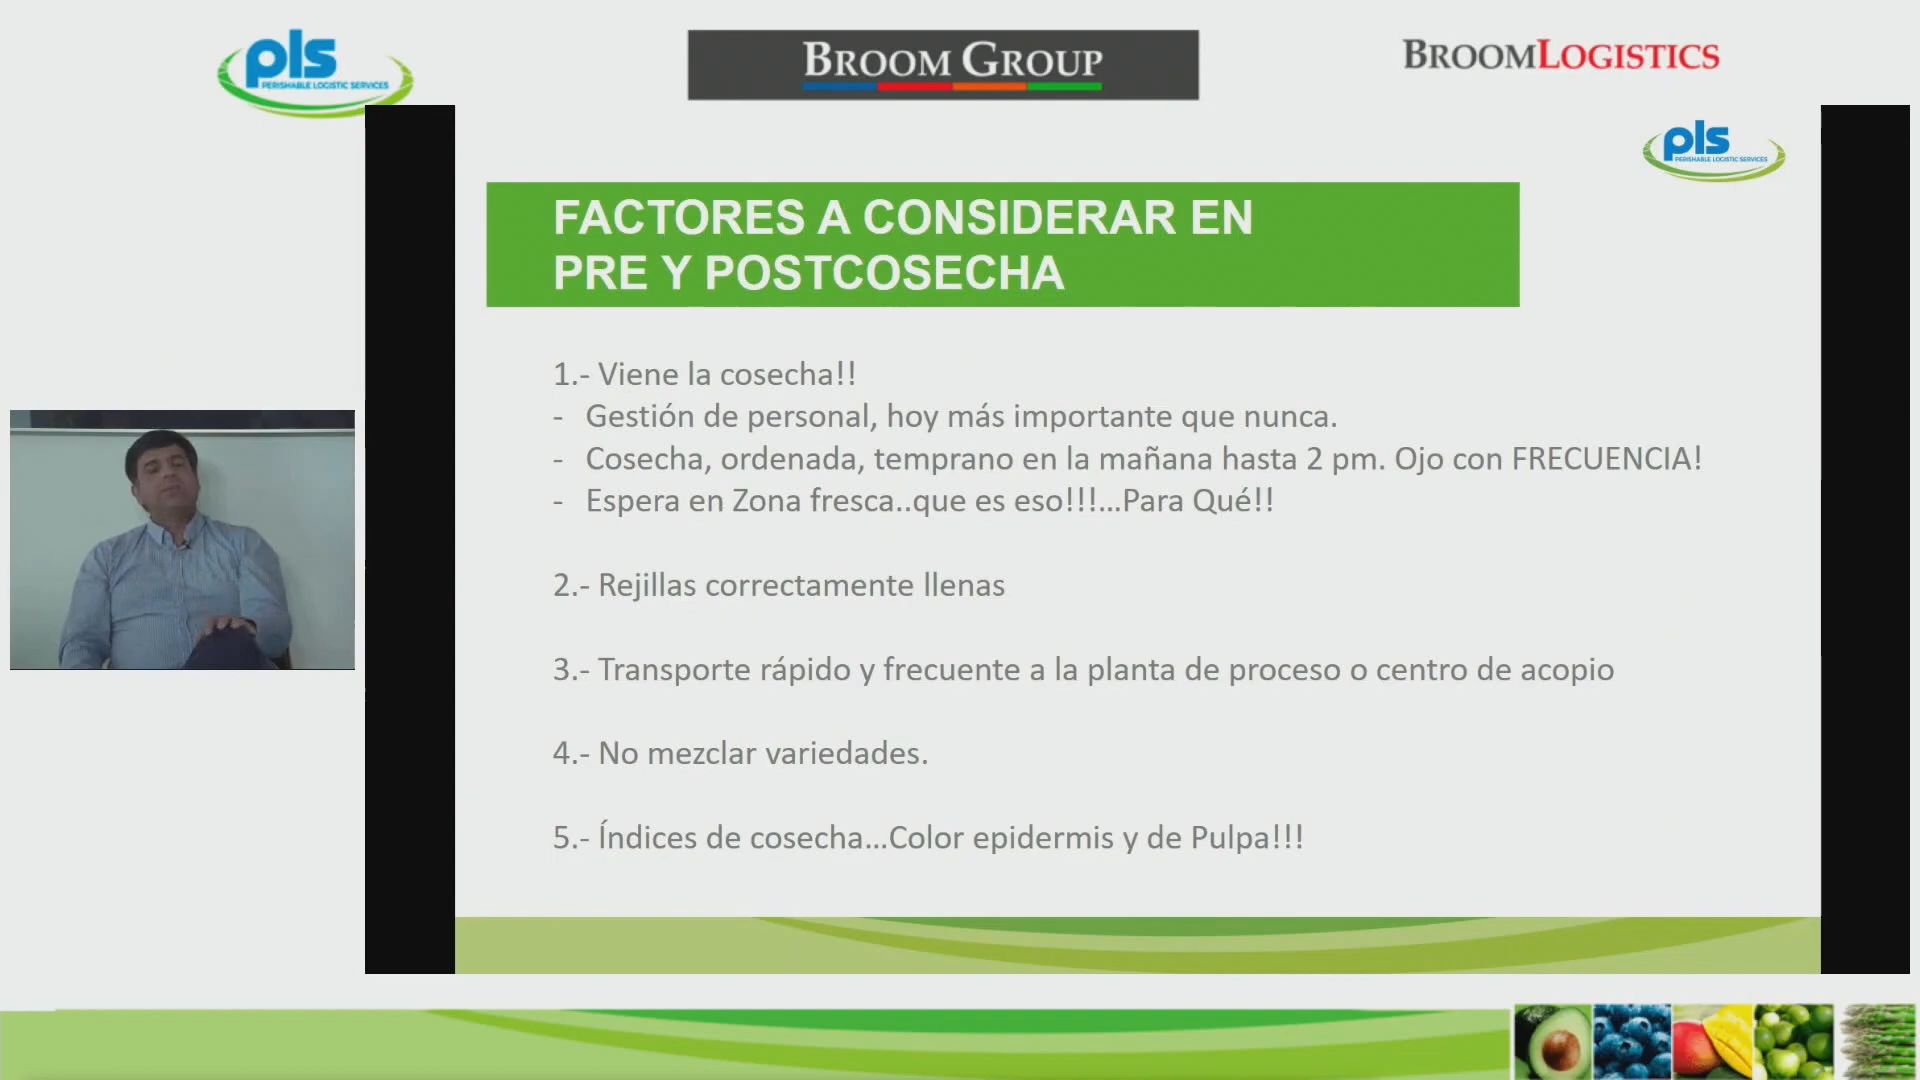 pls
PERISHABLE LOGISTIC SERVICES
BROOM GROUP
BROOMLOGISTICS
pls
PERISHABLE LOGISTIC SERVICES
FACTORES A CONSIDERAR EN
PRE Y POSTCOSECHA
1.- Viene la cosecha!!
- Gestión de personal, hoy más importante que nunca.
- Cosecha, ordenada, temprano en la mañana hasta 2 pm. Ojo con FRECUENCIA!
- Espera en Zona fresca..que es eso!!!...Para Qué!!
2.- Rejillas correctamente llenas
3.- Transporte rápido y frecuente a la planta de proceso o centro de acopio
4.- No mezclar variedades.
5.- Índices de cosecha...Color epidermis y de Pulpa!!!